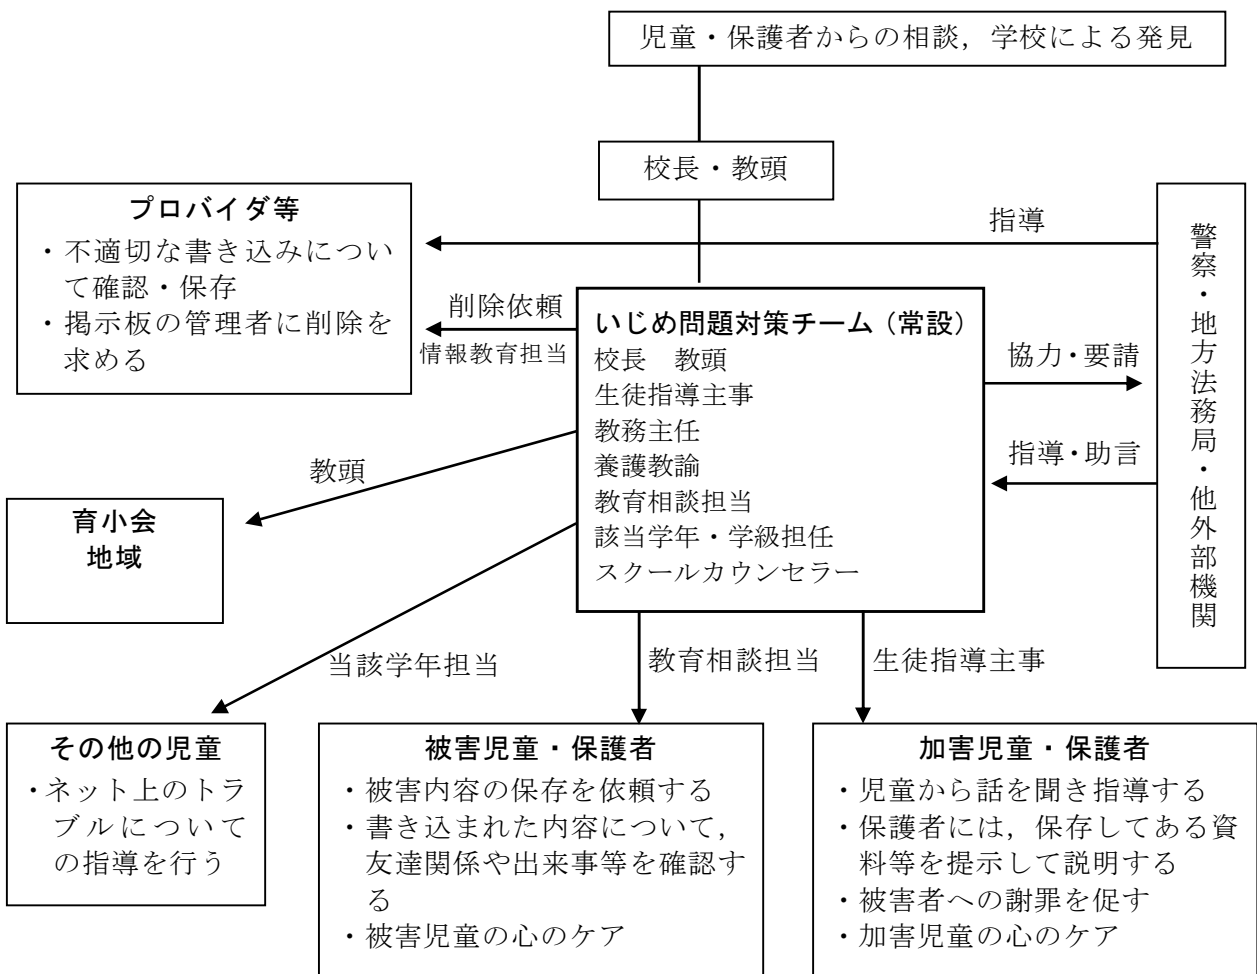 児童・保護者からの相談，学校による発見
校長・教頭
プロバイダ等
・不適切な書き込みについ
て確認・保存
・掲示板の管理者に削除を
求める
指導
削除依頼
情報教育担当
いじめ問題対策チーム（常設）
校長　教頭
生徒指導主事
教務主任
養護教諭
教育相談担当
該当学年・学級担任
スクールカウンセラー
協力・要請
指導・助言
警察・地方法務局・他外部機関
教頭
育小会
地域
当該学年担当
教育相談担当
生徒指導主事
その他の児童
・ネット上のトラ
ブルについて
の指導を行う
被害児童・保護者
・被害内容の保存を依頼する
・書き込まれた内容について，
友達関係や出来事等を確認す
る
・被害児童の心のケア
加害児童・保護者
・児童から話を聞き指導する
・保護者には，保存してある資
料等を提示して説明する
・被害者への謝罪を促す
・加害児童の心のケア